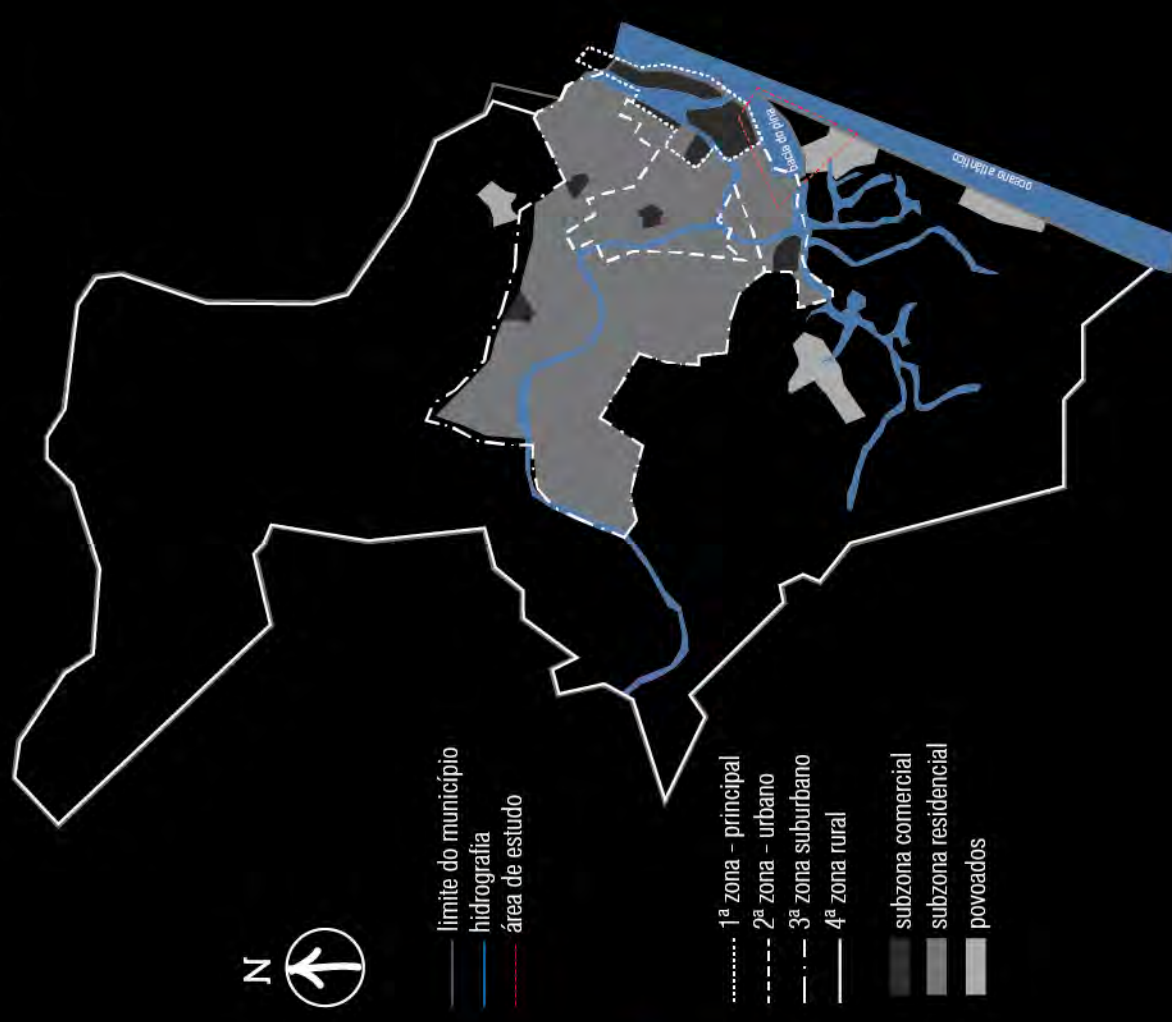 N
limite do município
hidrografia
área de estudo
1ª zona - principal
2ª zona - urbano
3ª zona suburbano
4ª zona rural
subzona comercial
subzona residencial
povoados
bacia do pina
oceano atlântico